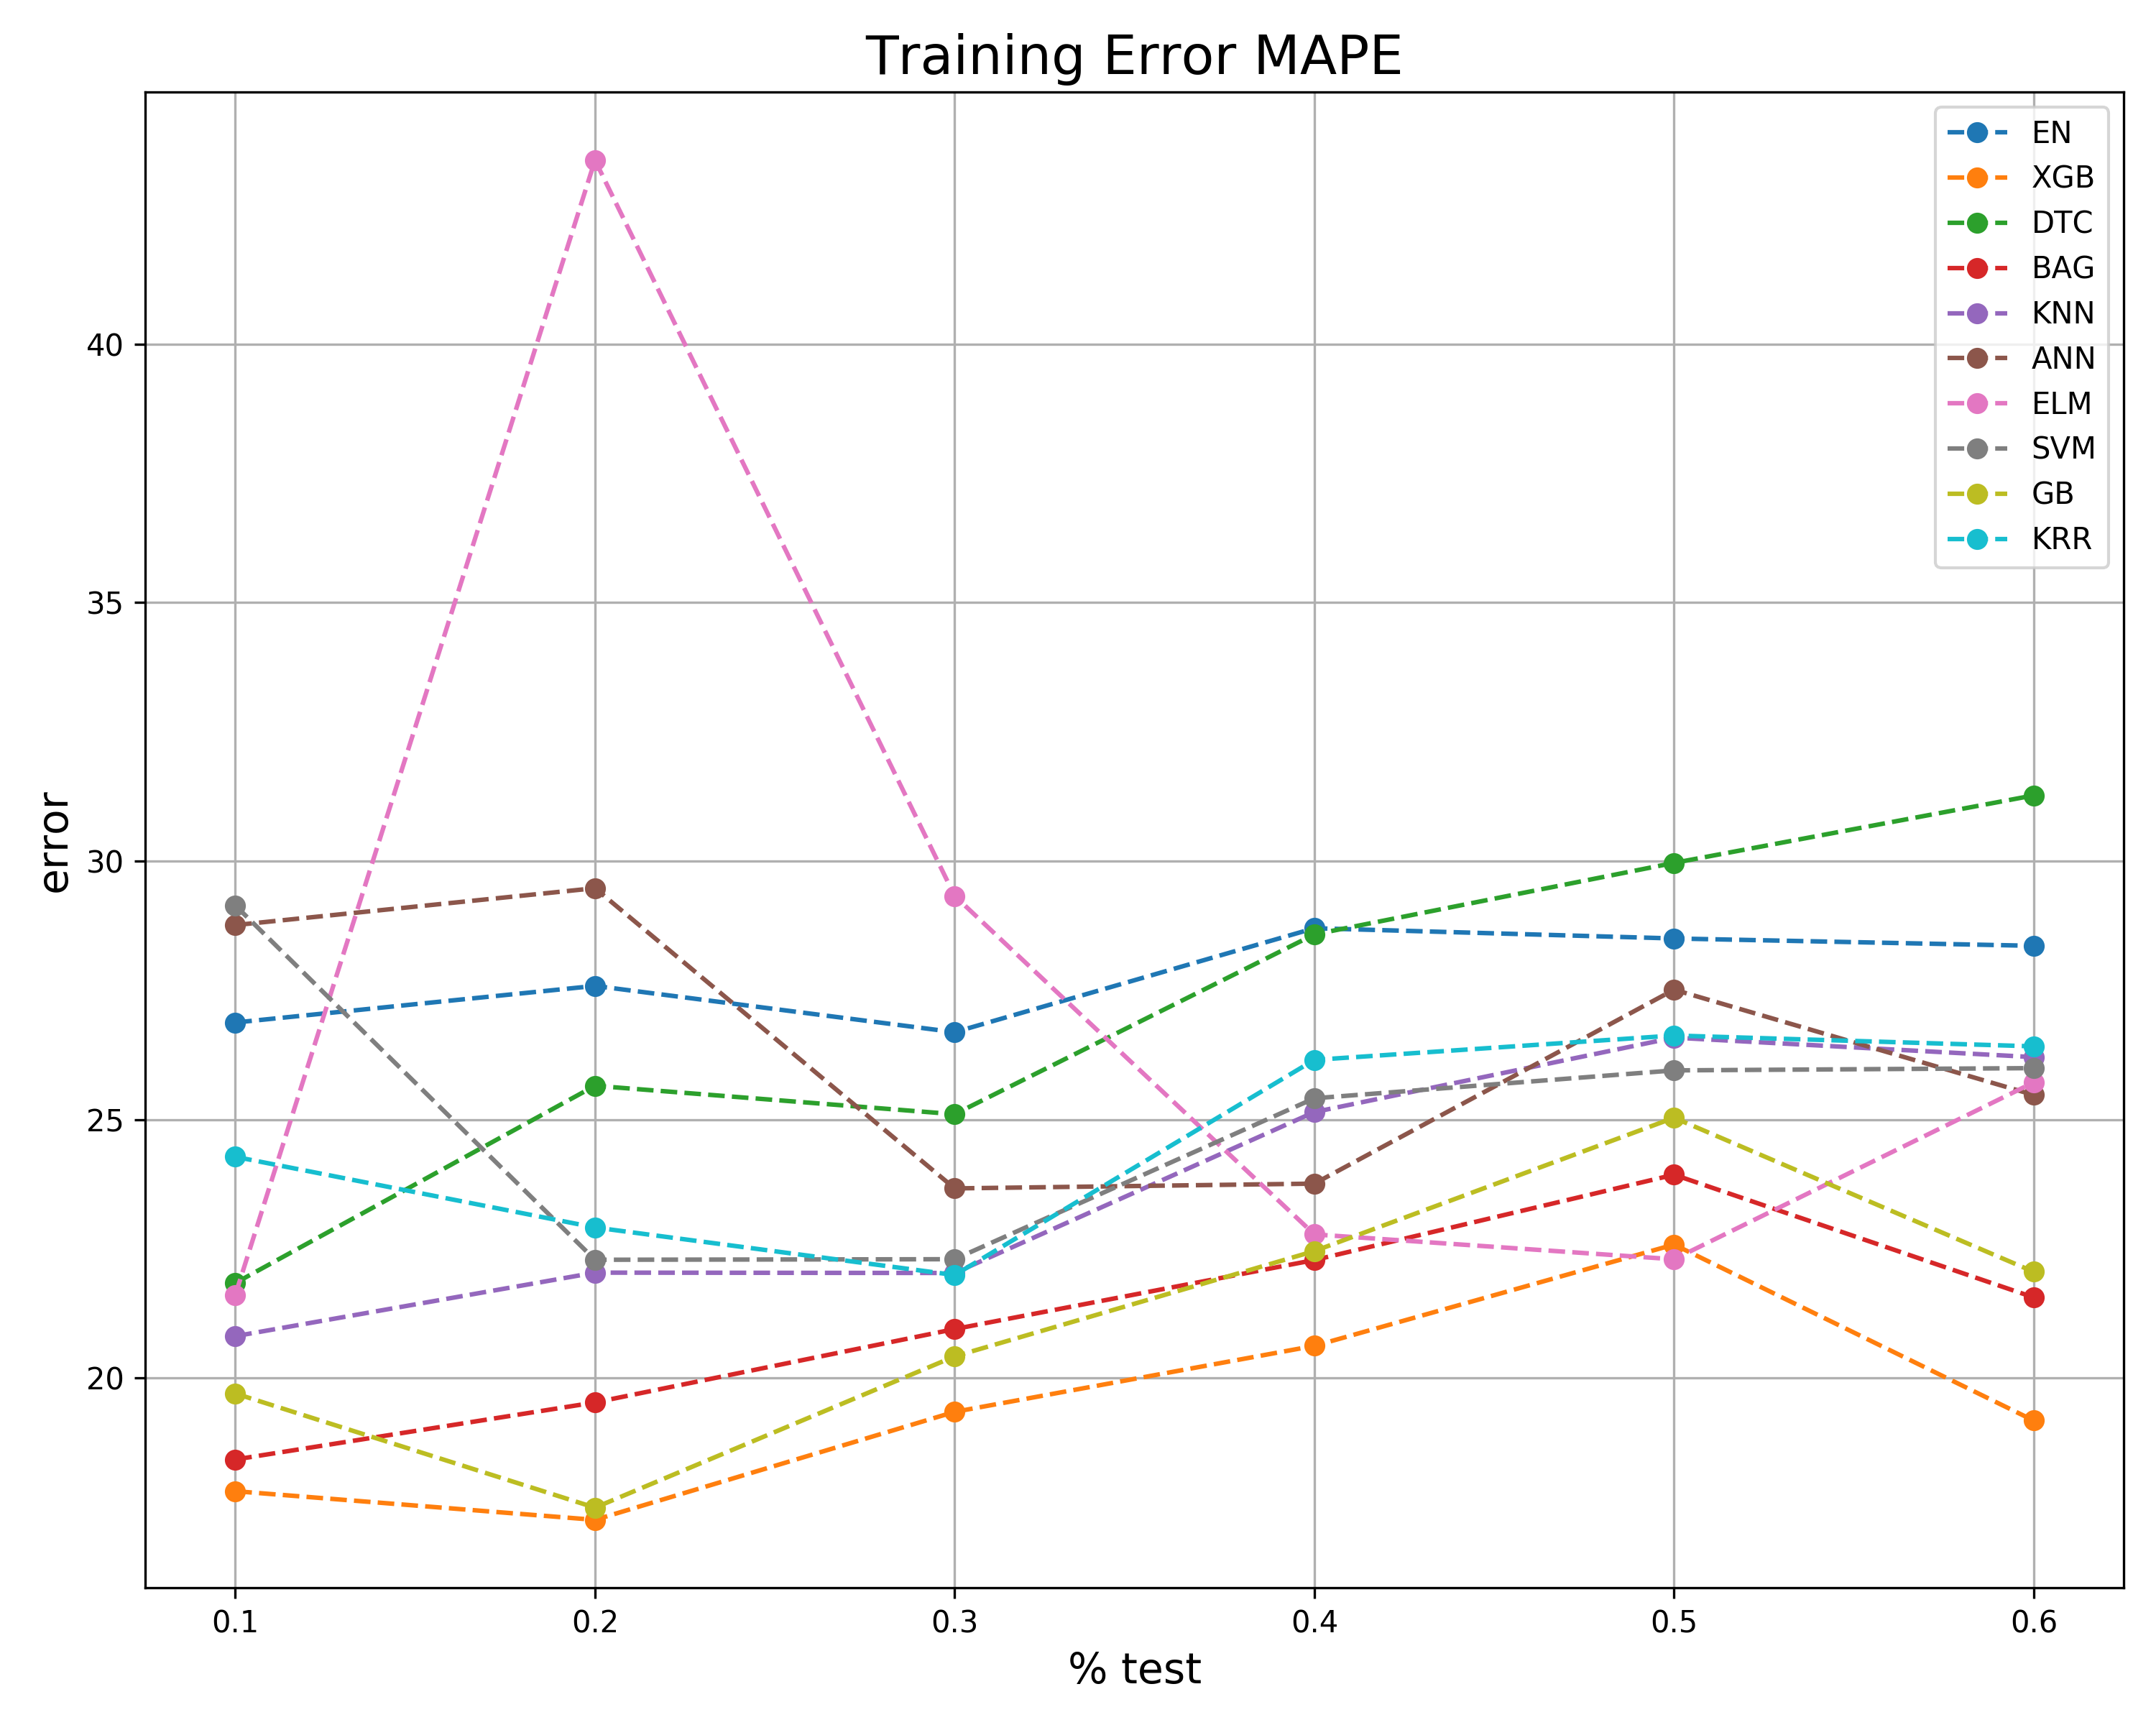 Training Error MAPE
EN
XGB
DTC
BAG
KNN
ANN
ELM
SVM
GB
KRR
40
35
30
25
20
error
0.1 0.2 0.3 0.4 0.5 0.6
% test